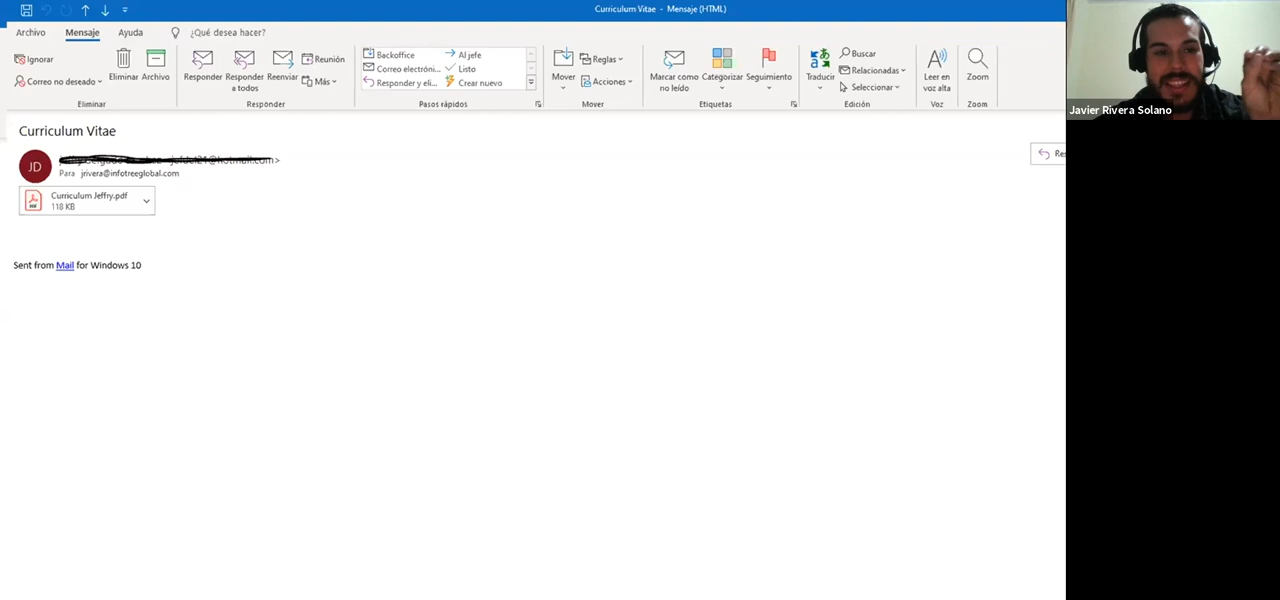 Curriculum Vitae - Mensaje (HTML)
Archivo Mensaje Ayuda ¿Qué desea hacer?
Ignorar
Correo no deseado
Eliminar
Archivo
Eliminar
Responder
Responder a todos
Reenviar
Reunión
Más
Responder
Backoffice
Correo electróni...
Responder y eli...
Al jefe
Listo
Crear nuevo
Pasos rápidos
Mover
Reglas
Acciones
Mover
Marcar como no leído
Categorizar
Seguimiento
Etiquetas
Traducir
Buscar
Relacionadas
Seleccionar
Edición
Leer en voz alta
Voz
Zoom
Zoom
Javier Rivera Solano
Curriculum Vitae
JD
Para jrivera@infotreeglobal.com
Res
Curriculum Jeffry.pdf
118 KB
Sent from Mail for Windows 10